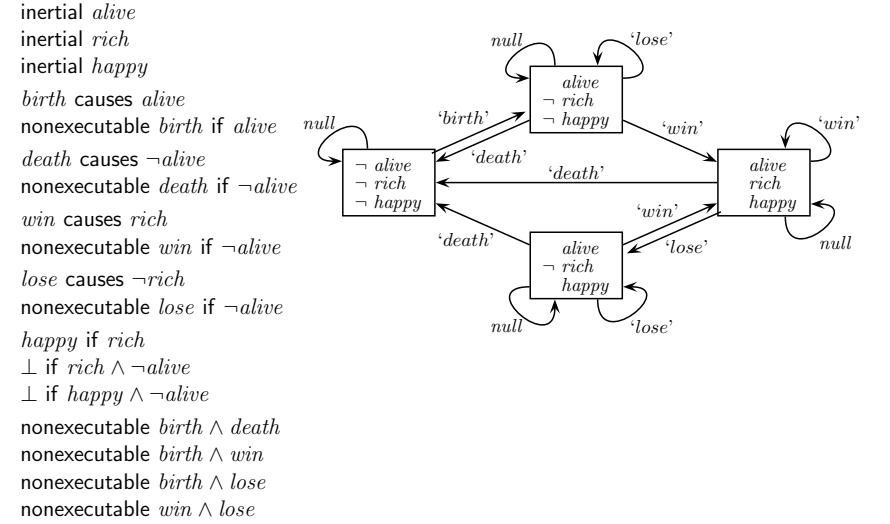 inertial alive
inertial rich
inertial happy
birth causes alive
nonexecutable birth if alive
death causes ¬alive
nonexecutable death if ¬alive
win causes rich
nonexecutable win if ¬alive
lose causes ¬rich
nonexecutable lose if ¬alive
happy if rich
⊥ if rich ∧ ¬alive
⊥ if happy ∧ ¬alive
nonexecutable birth ∧ death
nonexecutable birth ∧ win
nonexecutable birth ∧ lose
nonexecutable win ∧ lose
null
‘lose’
alive
¬ rich
¬ happy
null
‘birth’
‘death’
‘win’
‘win’
¬ alive
¬ rich
¬ happy
‘death’
alive
rich
happy
null
‘death’
‘win’
‘lose’
alive
¬ rich
happy
null
‘lose’